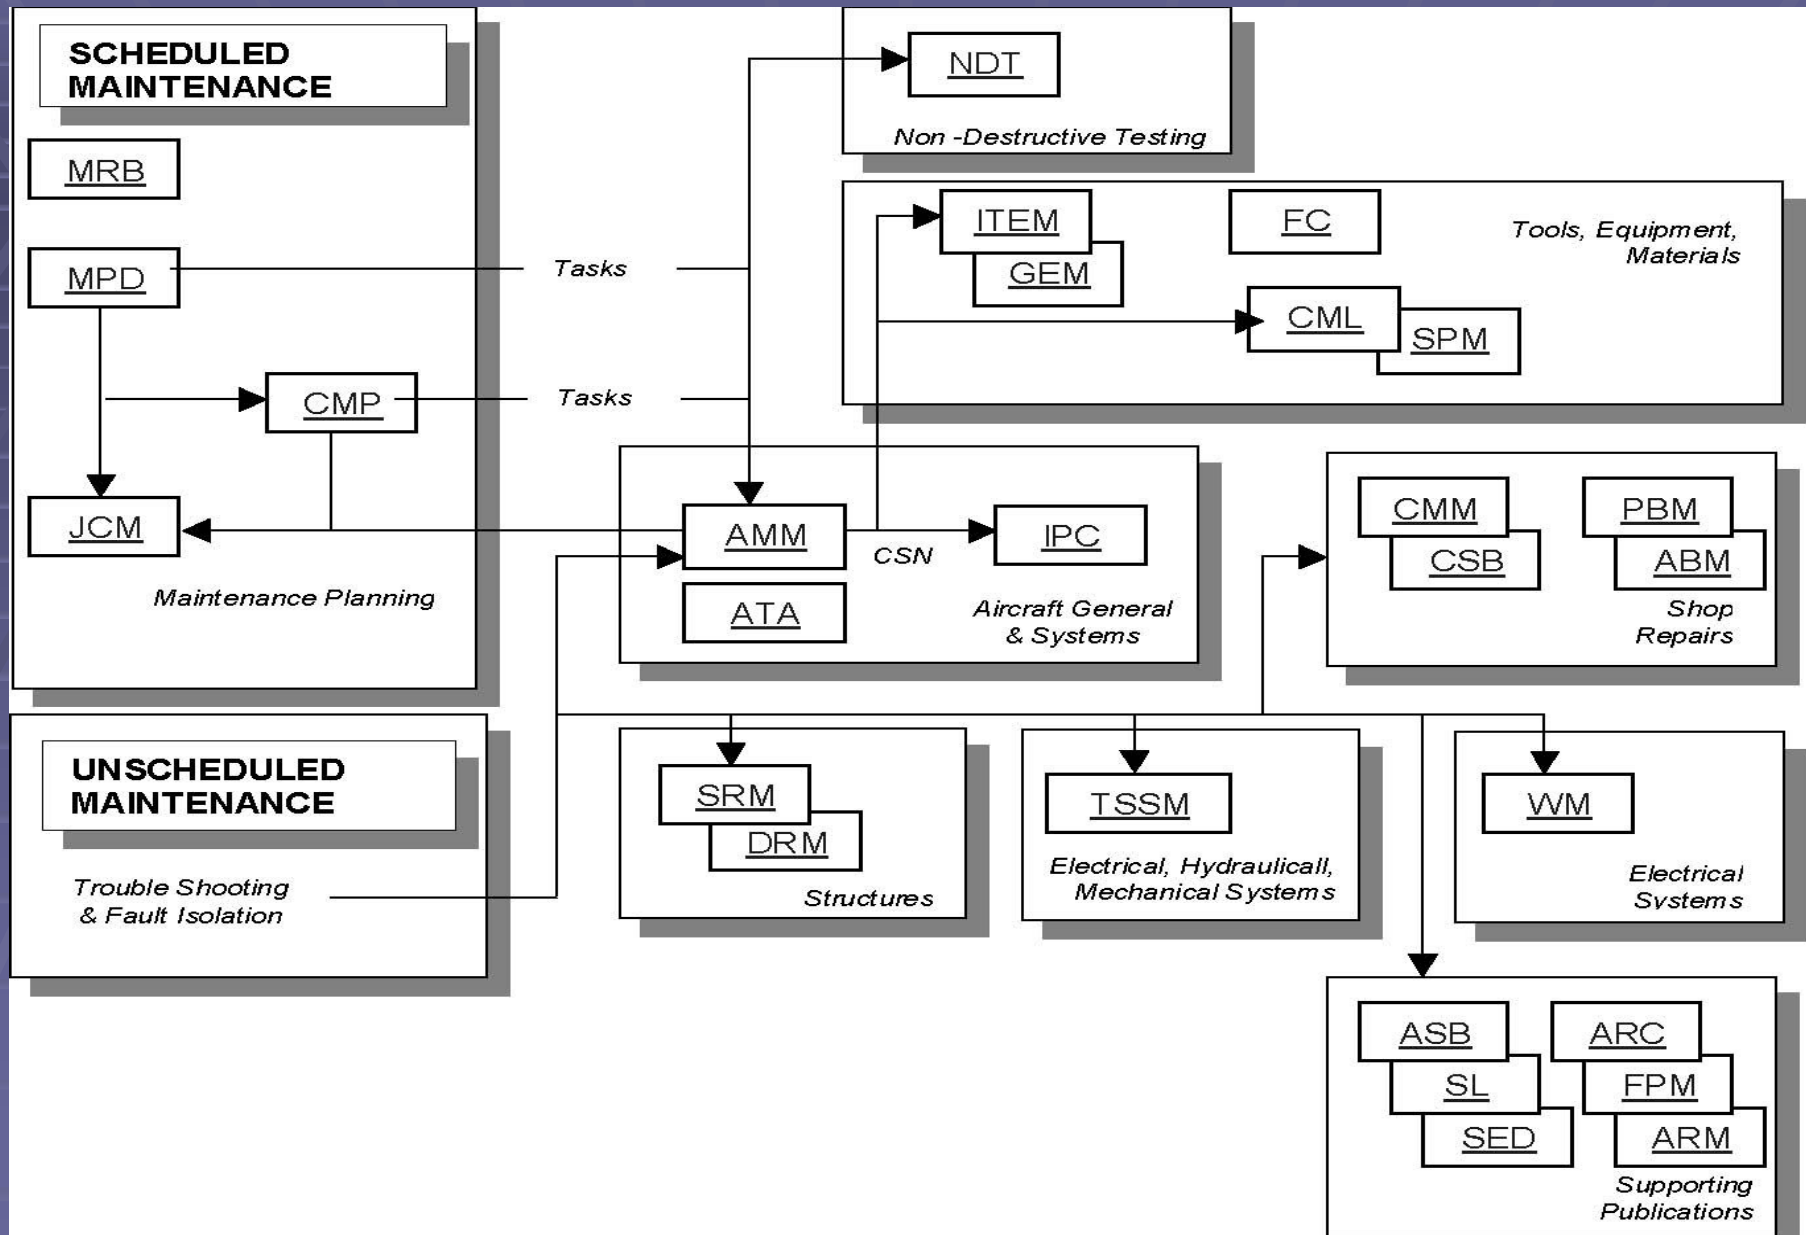 SCHEDULED
MAINTENANCE
MRB
MPD
CMP
JCM
Maintenance Planning
Tasks
Tasks
NDT
Non -Destructive Testing
ITEM
GEM
FC
CML
SPM
Tools, Equipment,
Materials
AMM
CSN
IPC
ATA
Aircraft General
& Systems
CMM
CSB
PBM
ABM
Shop
Repairs
UNSCHEDULED
MAINTENANCE
Trouble Shooting
& Fault Isolation
SRM
DRM
Structures
TSSM
Electrical, Hydraulicall,
Mechanical Systems
WM
Electrical
Systems
ASB
SL
SED
ARC
FPM
ARM
Supporting
Publications